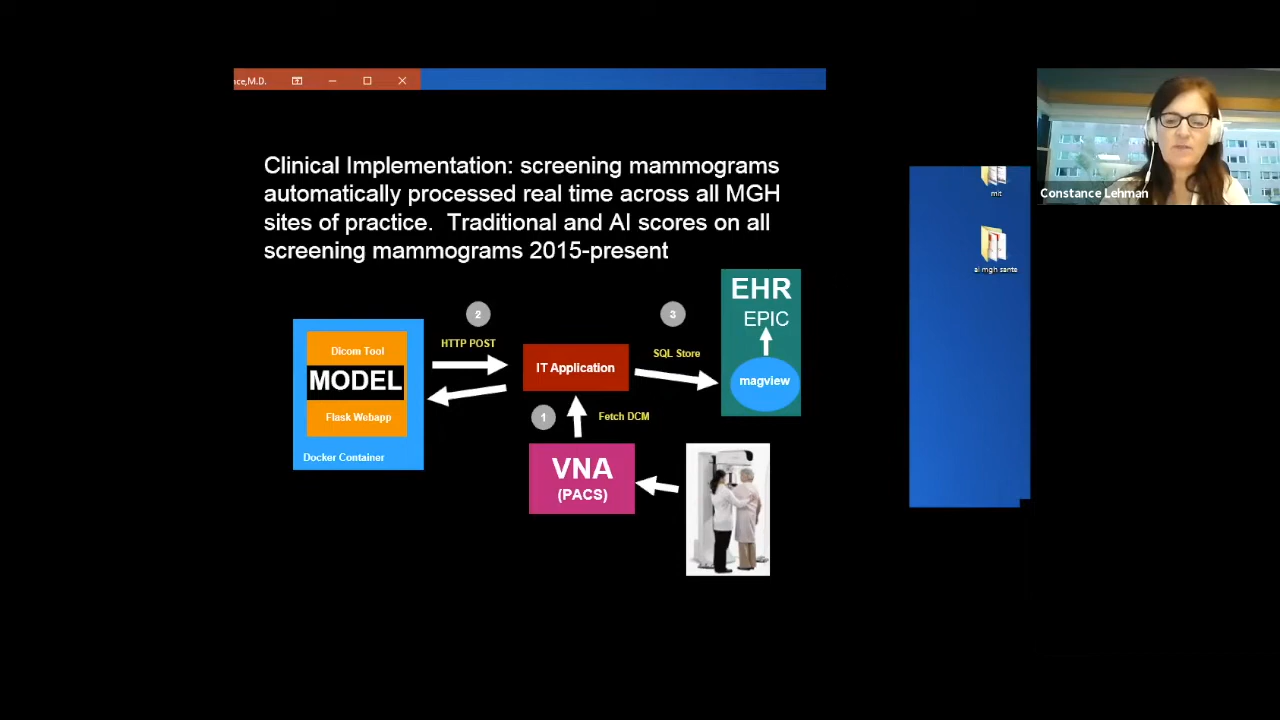 ce,M.D.
Clinical Implementation: screening mammograms
automatically processed real time across all MGH
sites of practice.  Traditional and AI scores on all
screening mammograms 2015-present
2
3
HTTP POST
SQL Store
EHR
EPIC
magview
Dicom Tool
MODEL
Flask Webapp
Docker Container
IT Application
1
Fetch DCM
VNA
(PACS)
mit
Constance Lehman